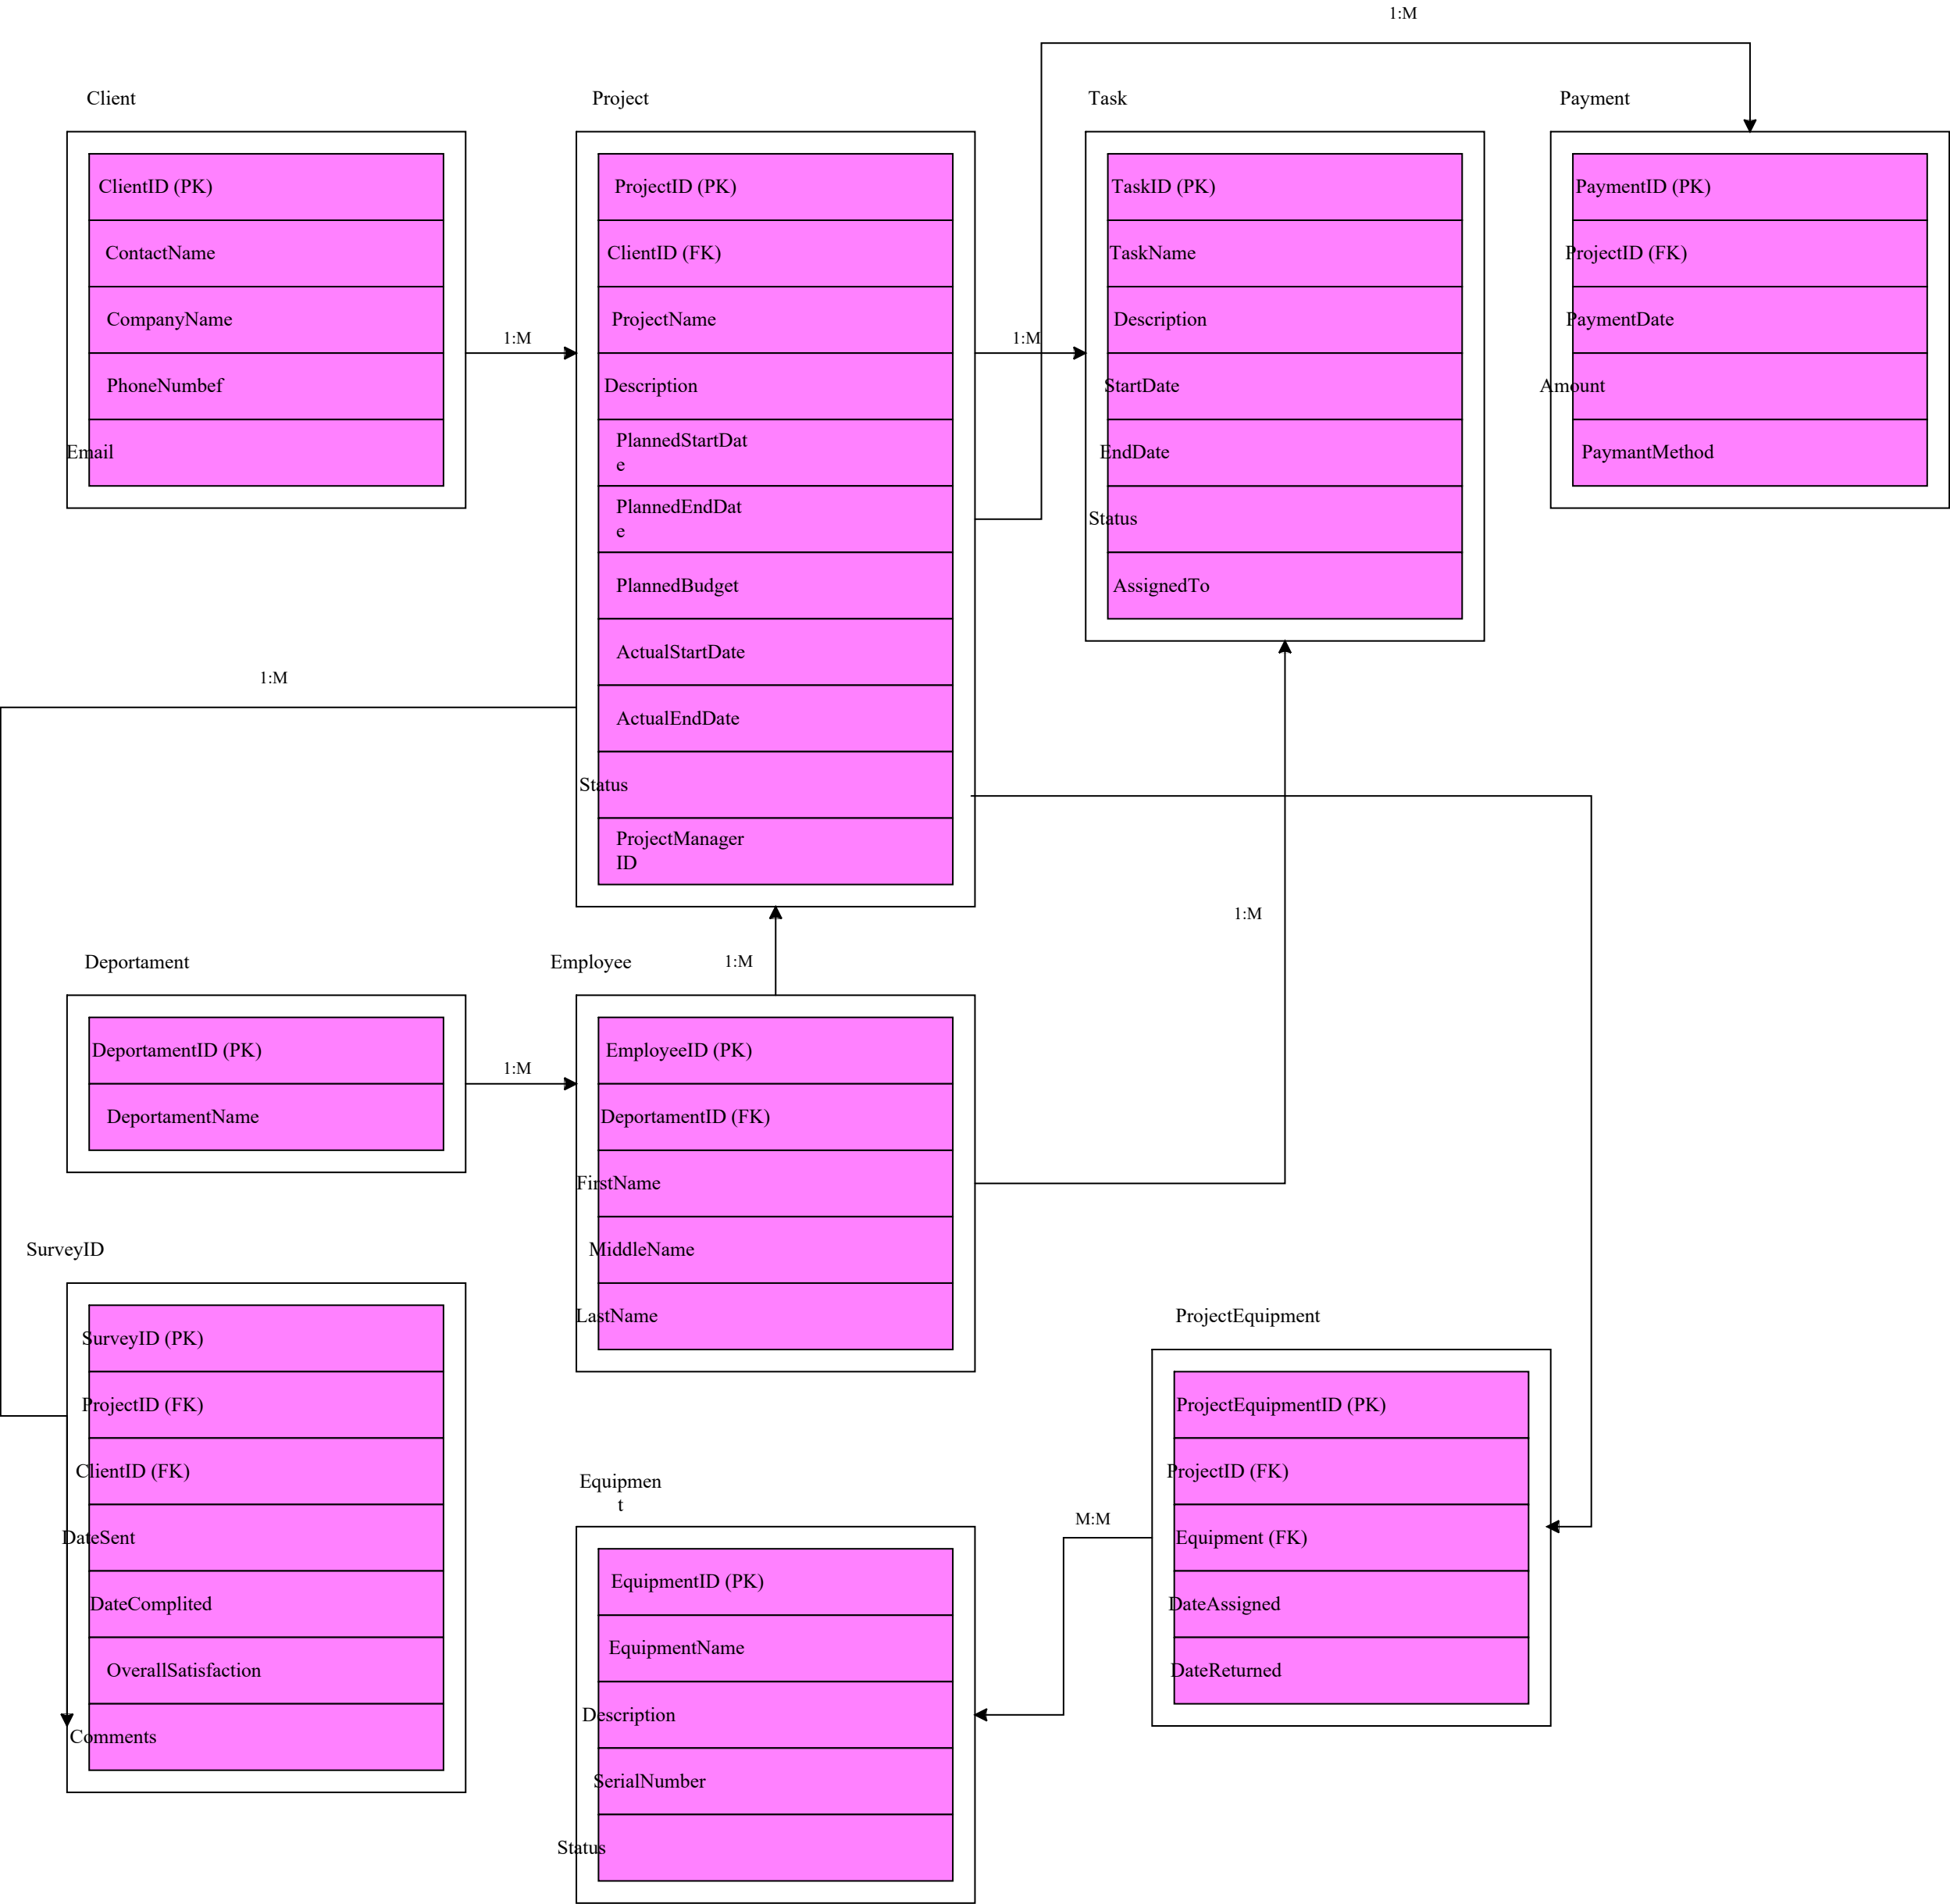 1:M
Client
ClientID (PK)
ContactName
CompanyName
PhoneNumbef
Email
1:M
Project
ProjectID (PK)
ClientID (FK)
ProjectName
Description
PlannedStartDat
e
PlannedEndDat
e
PlannedBudget
ActualStartDate
ActualEndDate
Status
ProjectManager
ID
1:M
Task
TaskID (PK)
TaskName
Description
StartDate
EndDate
Status
AssignedTo
Payment
PaymentID (PK)
ProjectID (FK)
PaymentDate
Amount
PaymantMethod
1:M
1:M
1:M
Deportament
DeportamentID (PK)
DeportamentName
1:M
Employee
EmployeeID (PK)
DeportamentID (FK)
FirstName
MiddleName
LastName
SurveyID
SurveyID (PK)
ProjectID (FK)
ClientID (FK)
DateSent
DateComplited
OverallSatisfaction
Comments
Equipmen
t
EquipmentID (PK)
EquipmentName
Description
SerialNumber
Status
M:M
ProjectEquipment
ProjectEquipmentID (PK)
ProjectID (FK)
Equipment (FK)
DateAssigned
DateReturned